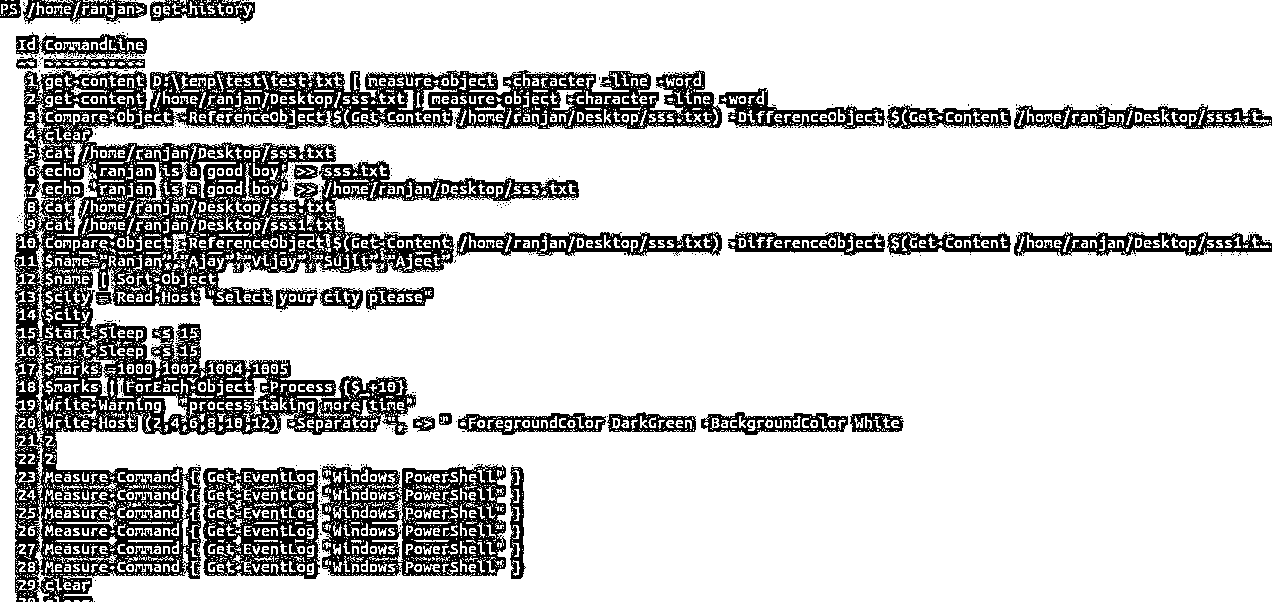 PS /home/ranjan> get-history
Id CommandLine
-- -----------
1 get-content D:\temp\test\test.txt | measure-object -character -line -word
2 get-content /home/ranjan/Desktop/sss.txt | measure-object -character -line -word
3 Compare-Object -ReferenceObject $(Get-Content /home/ranjan/Desktop/sss.txt) -DifferenceObject $(Get-Content /home/ranjan/Desktop/sss1.t…
4 clear
5 cat /home/ranjan/Desktop/sss.txt
6 echo 'ranjan is a good boy' >> sss.txt
7 echo 'ranjan is a good boy' >> /home/ranjan/Desktop/sss.txt
8 cat /home/ranjan/Desktop/sss.txt
9 cat /home/ranjan/Desktop/sss1.txt
10 Compare-Object -ReferenceObject $(Get-Content /home/ranjan/Desktop/sss.txt) -DifferenceObject $(Get-Content /home/ranjan/Desktop/sss1.t…
11 $name="Ranjan","Ajay","Vijay","Sujit","Ajeet"
12 $name | Sort-Object
13 $city = Read-Host "Select your city please"
14 $city
15 Start-Sleep -s 15
16 Start-Sleep -s 15
17 $marks =1000,1002,1004,1005
18 $marks | ForEach-Object -Process {$_+10}
19 Write-Warning "process taking more time"
20 Write-Host (2,4,6,8,10,12) -Separator ", -> " -ForegroundColor DarkGreen -BackgroundColor White
21 2
22 2
23 Measure-Command { Get-EventLog "Windows PowerShell" }
24 Measure-Command { Get-EventLog "Windows PowerShell" }
25 Measure-Command { Get-EventLog "Windows PowerShell" }
26 Measure-Command { Get-EventLog "Windows PowerShell" }
27 Measure-Command { Get-EventLog "Windows PowerShell" }
28 Measure-Command { Get-EventLog "Windows PowerShell" }
29 clear